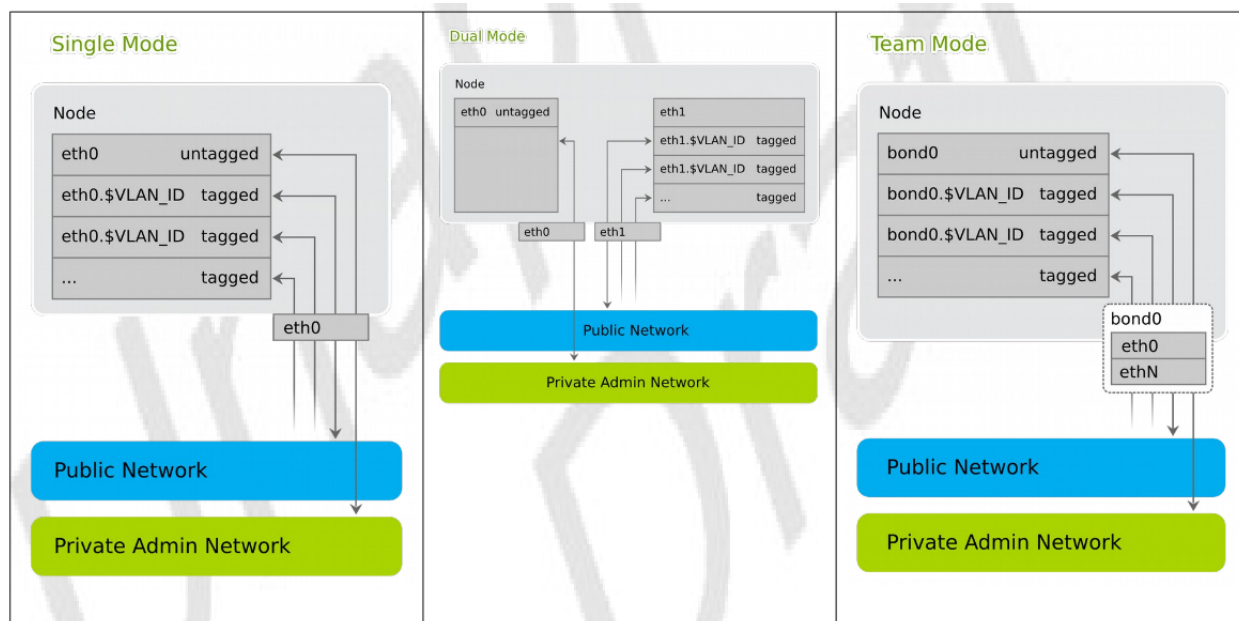 Single Mode
Node
eth0 untagged
eth0.$VLAN_ID tagged
eth0.$VLAN_ID tagged
... tagged
eth0
Public Network
Private Admin Network
Dual Mode
Node
eth0 untagged
eth1
eth1.$VLAN_ID tagged
eth1.$VLAN_ID tagged
... tagged
eth0
eth1
Public Network
Private Admin Network
Team Mode
Node
bond0 untagged
bond0.$VLAN_ID tagged
bond0.$VLAN_ID tagged
... tagged
bond0
eth0
ethN
Public Network
Private Admin Network